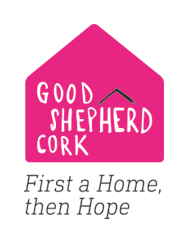 GOOD
SHEPHERD
CORK
First a Home,
then Hope